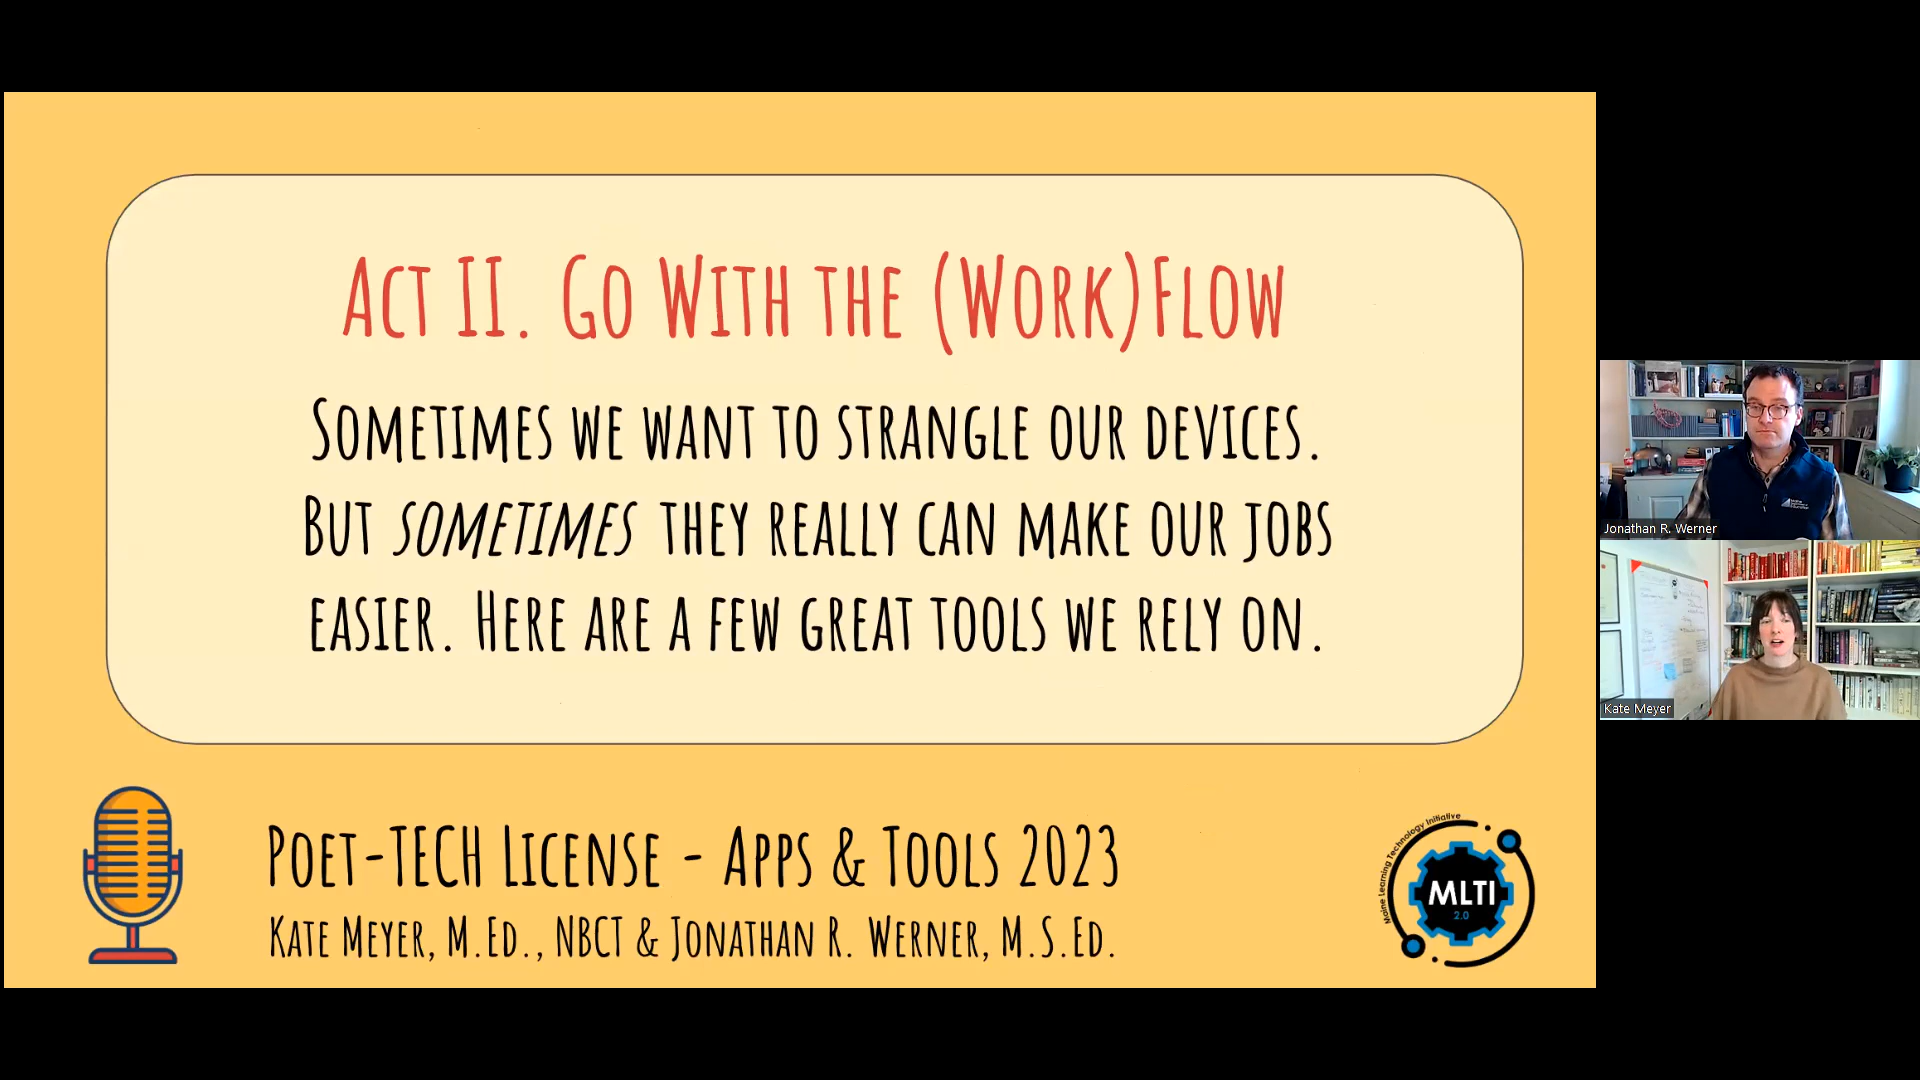 Act II. Go With the (Work)Flow
Sometimes we want to strangle our devices.
But sometimes they really can make our jobs
easier. Here are a few great tools we rely on.
Poet-TECH License - Apps & Tools 2023
Kate Meyer, M.Ed., NBCT & Jonathan R. Werner, M.S.Ed.
Maine Learning Technology Initiative
MLTI
2.0
Jonathan R. Werner
Kate Meyer